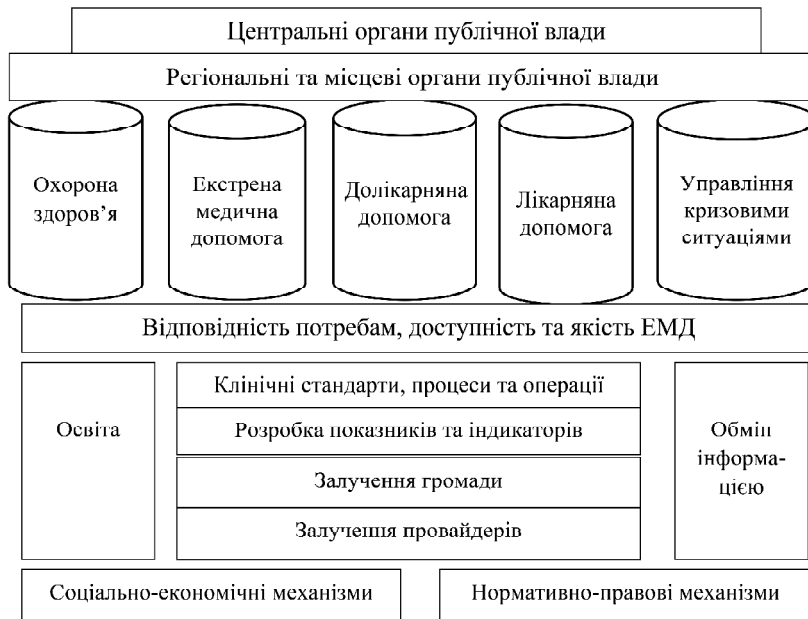 Центральні органи публічної влади
Регіональні та місцеві органи публічної влади
Охорона
здоров’я
Екстрена
медична
допомога
Долікарняна
допомога
Лікарняна
допомога
Управління
кризовими
ситуаціями
Відповідність потребам, доступність та якість ЕМД
Освіта
Клінічні стандарти, процеси та операції
Розробка показників та індикаторів
Залучення громади
Залучення провайдерів
Обмін
інформа-
цією
Соціально-економічні механізми
Нормативно-правові механізми